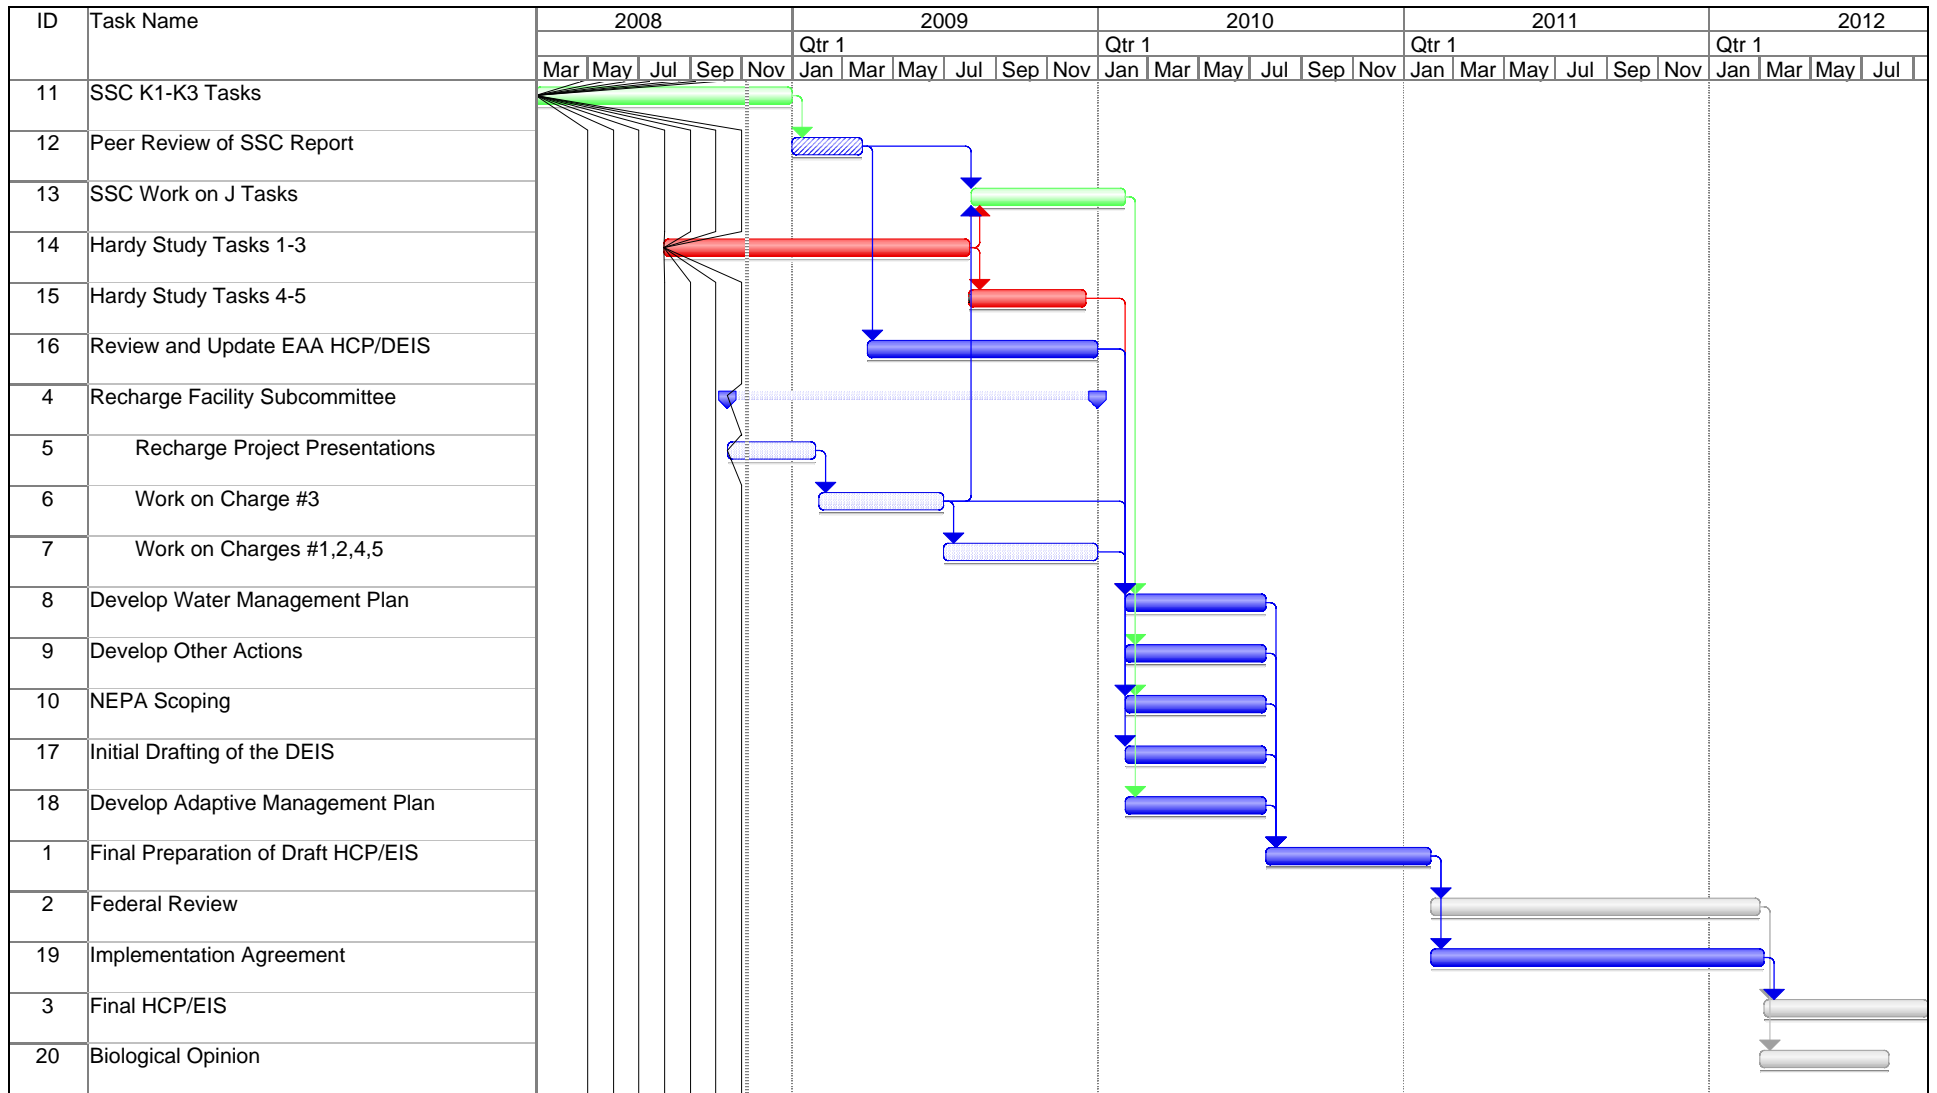 ID Task Name 2008 2009 2010 2011 2012
Qtr 1 Qtr 1 Qtr 1 Qtr 1
Mar May Jul Sep Nov Jan Mar May Jul Sep Nov Jan Mar May Jul Sep Nov Jan Mar May Jul Sep Nov Jan Mar May Jul
11 SSC K1-K3 Tasks
12 Peer Review of SSC Report
13 SSC Work on J Tasks
14 Hardy Study Tasks 1-3
15 Hardy Study Tasks 4-5
16 Review and Update EAA HCP/DEIS
4 Recharge Facility Subcommittee
5 Recharge Project Presentations
6 Work on Charge #3
7 Work on Charges #1,2,4,5
8 Develop Water Management Plan
9 Develop Other Actions
10 NEPA Scoping
17 Initial Drafting of the DEIS
18 Develop Adaptive Management Plan
1 Final Preparation of Draft HCP/EIS
2 Federal Review
19 Implementation Agreement
3 Final HCP/EIS
20 Biological Opinion